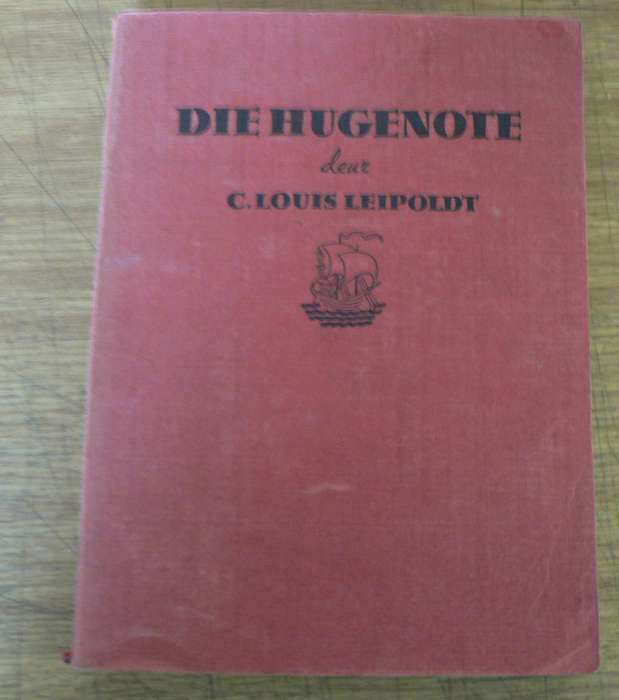 DIE HUGENOTE
deur
C. LOUIS LEIPOLDT